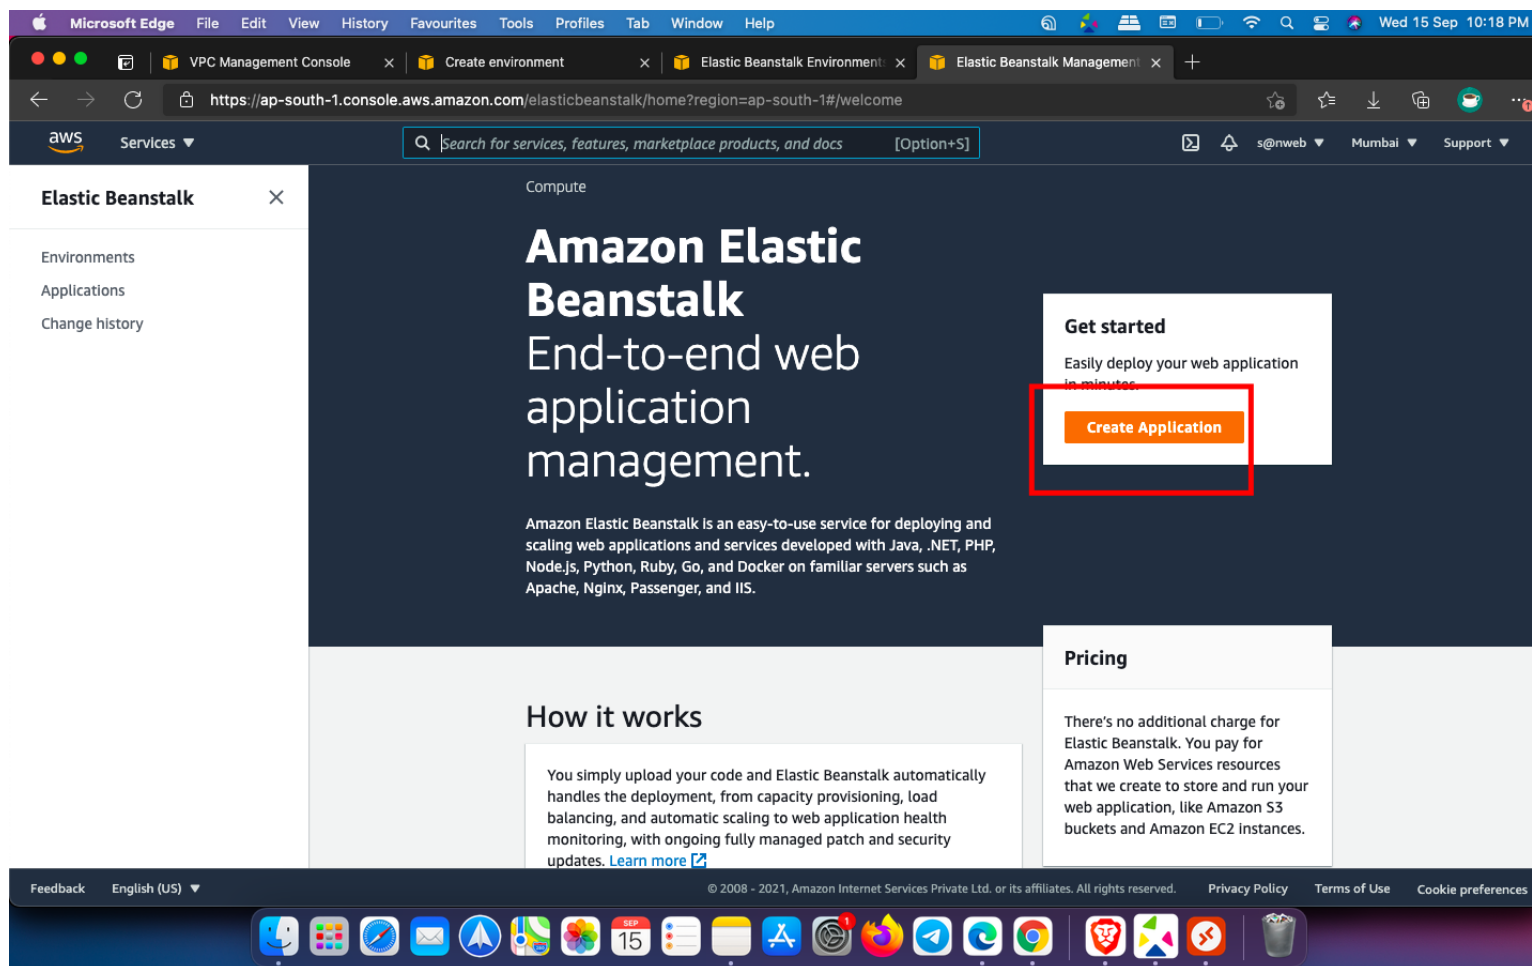 Microsoft Edge File Edit View History Favourites Tools Profiles Tab Window Help Wed 15 Sep 10:18 PM
VPC Management Console Create environment Elastic Beanstalk Environment Elastic Beanstalk Management
https://ap-south-1.console.aws.amazon.com/elasticbeanstalk/home?region=ap-south-1#/welcome
aws Services Search for services, features, marketplace products, and docs [Option+S] s@nweb Mumbai Support
Elastic Beanstalk
Environments
Applications
Change history
Compute
Amazon Elastic
Beanstalk
End-to-end web
application
management.
Amazon Elastic Beanstalk is an easy-to-use service for deploying and
scaling web applications and services developed with Java, .NET, PHP,
Node.js, Python, Ruby, Go, and Docker on familiar servers such as
Apache, Nginx, Passenger, and IIS.
Get started
Easily deploy your web application
in minutes.
Create Application
How it works
You simply upload your code and Elastic Beanstalk automatically
handles the deployment, from capacity provisioning, load
balancing, and automatic scaling to web application health
monitoring, with ongoing fully managed patch and security
updates. Learn more
Pricing
There's no additional charge for
Elastic Beanstalk. You pay for
Amazon Web Services resources
that we create to store and run your
web application, like Amazon S3
buckets and Amazon EC2 instances.
Feedback English (US) © 2008 - 2021, Amazon Internet Services Private Ltd. or its affiliates. All rights reserved. Privacy Policy Terms of Use Cookie preferences
SEP
15
1